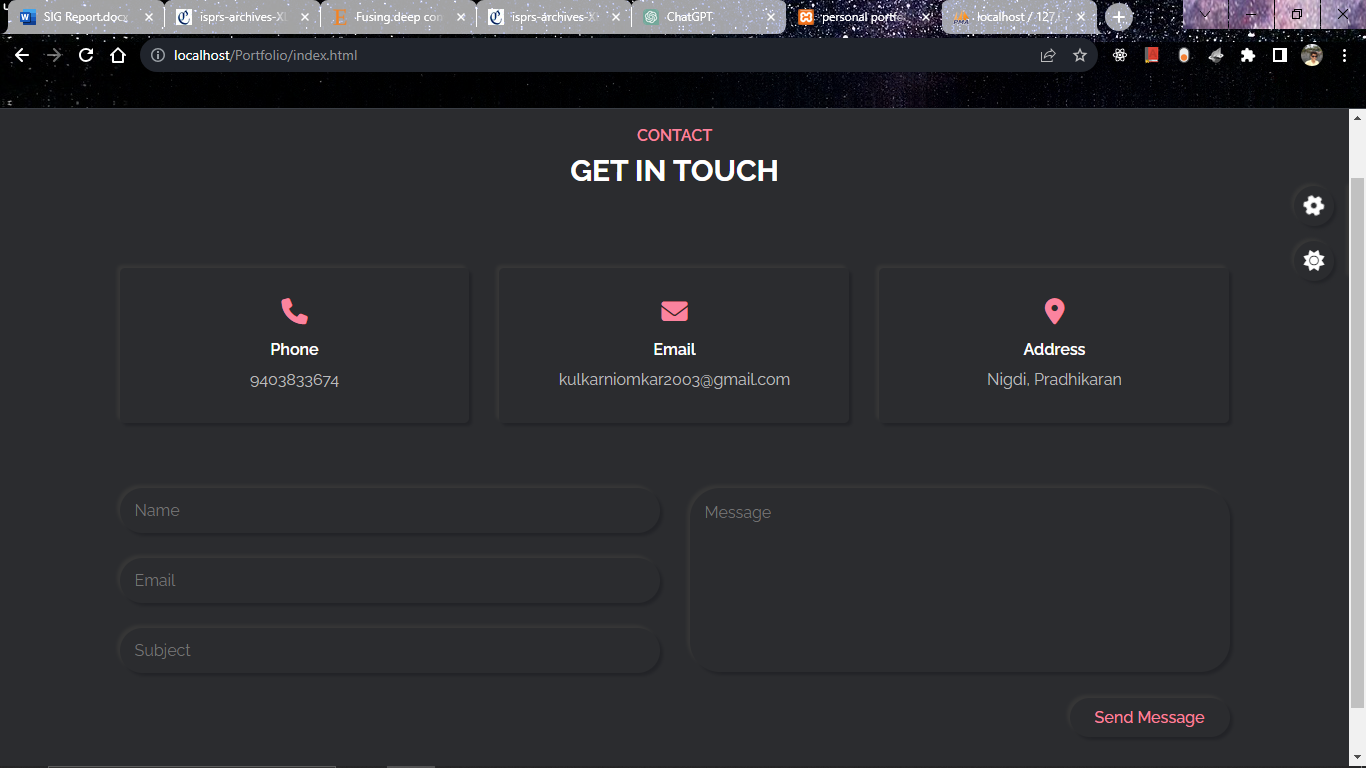 SIG Report.docx
isprs-archives-XL
Fusing.deep con
isprs-archives-X
ChatGPT
personal portfo
localhost / 127.
localhost/Portfolio/index.html
CONTACT
GET IN TOUCH
Phone
9403833674
Email
kulkarniomkar2003@gmail.com
Address
Nigdi, Pradhikaran
Name
Message
Email
Subject
Send Message